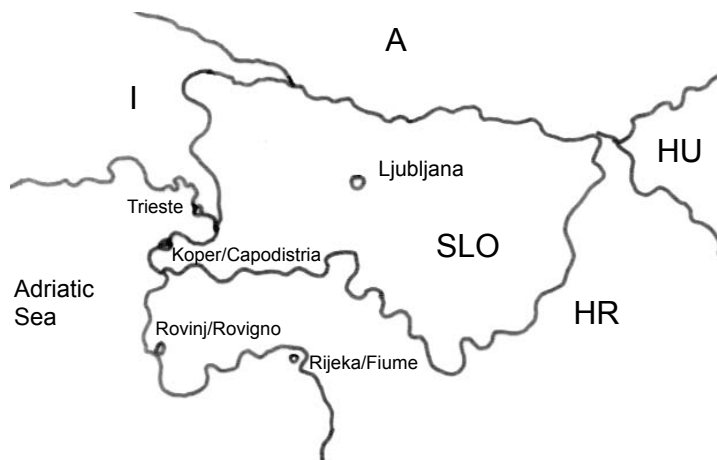 A
I
HU
Ljubljana
Trieste
SLO
Koper/Capodistria
Adriatic
Sea
HR
Rovinj/Rovigno
Rijeka/Fiume